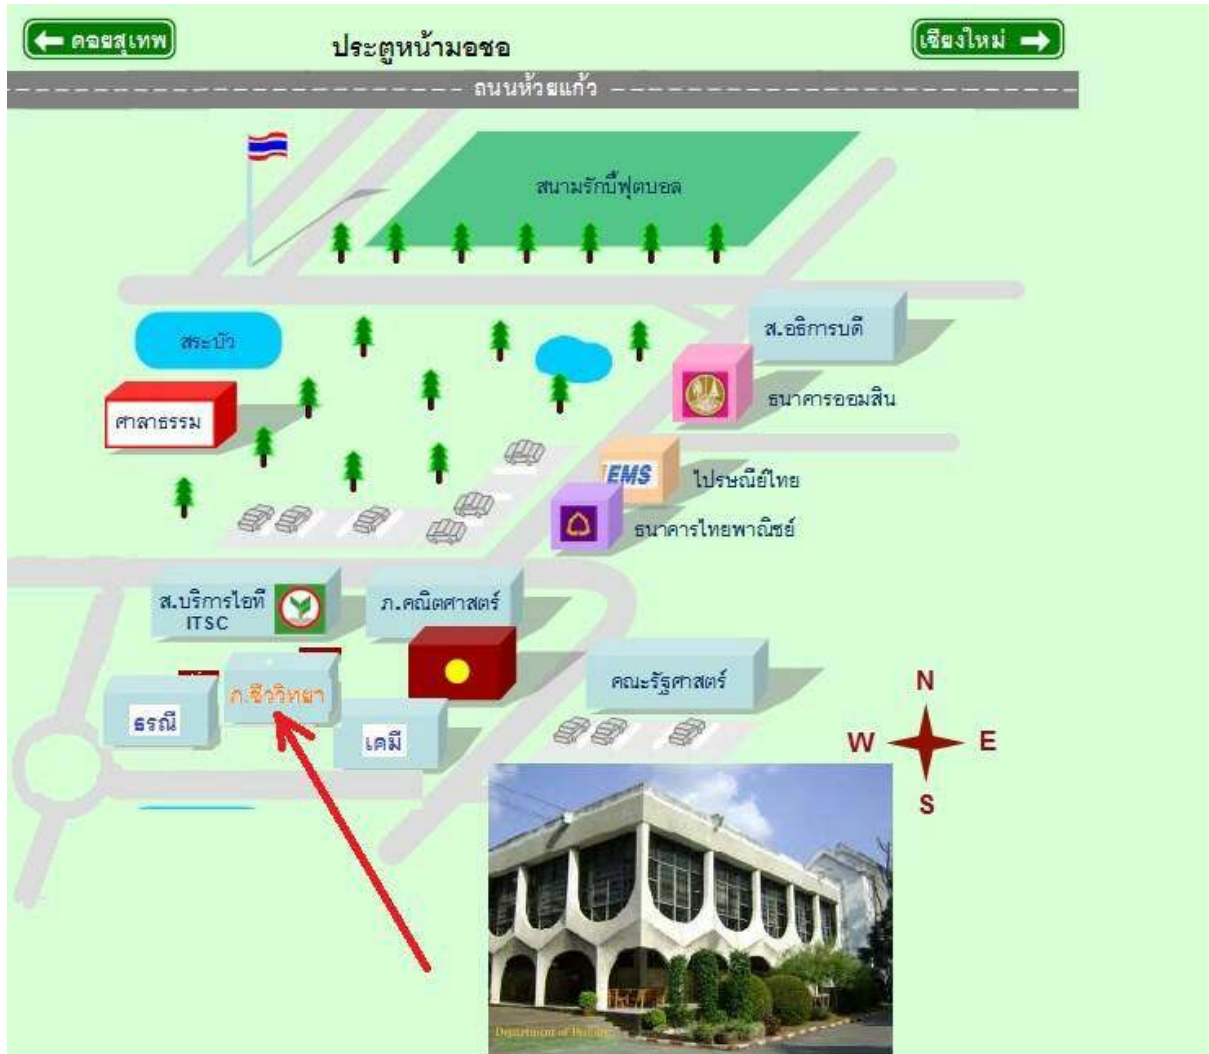 ดอยสุเทพ
ประตูหน้ามอชอ
เชียงใหม่
ถนนห้วยแก้ว
สนามรักบี้ฟุตบอล
สระบัว
ส.อธิการบดี
ธนาคารออมสิน
ศาลาธรรม
EMS
ไปรษณีย์ไทย
ธนาคารไทยพาณิชย์
ส.บริการไอที
ITSC
ภ.คณิตศาสตร์
คณะรัฐศาสตร์
ภ.ชีววิทยา
ธรณี
เคมี
N
W
E
S
Department of